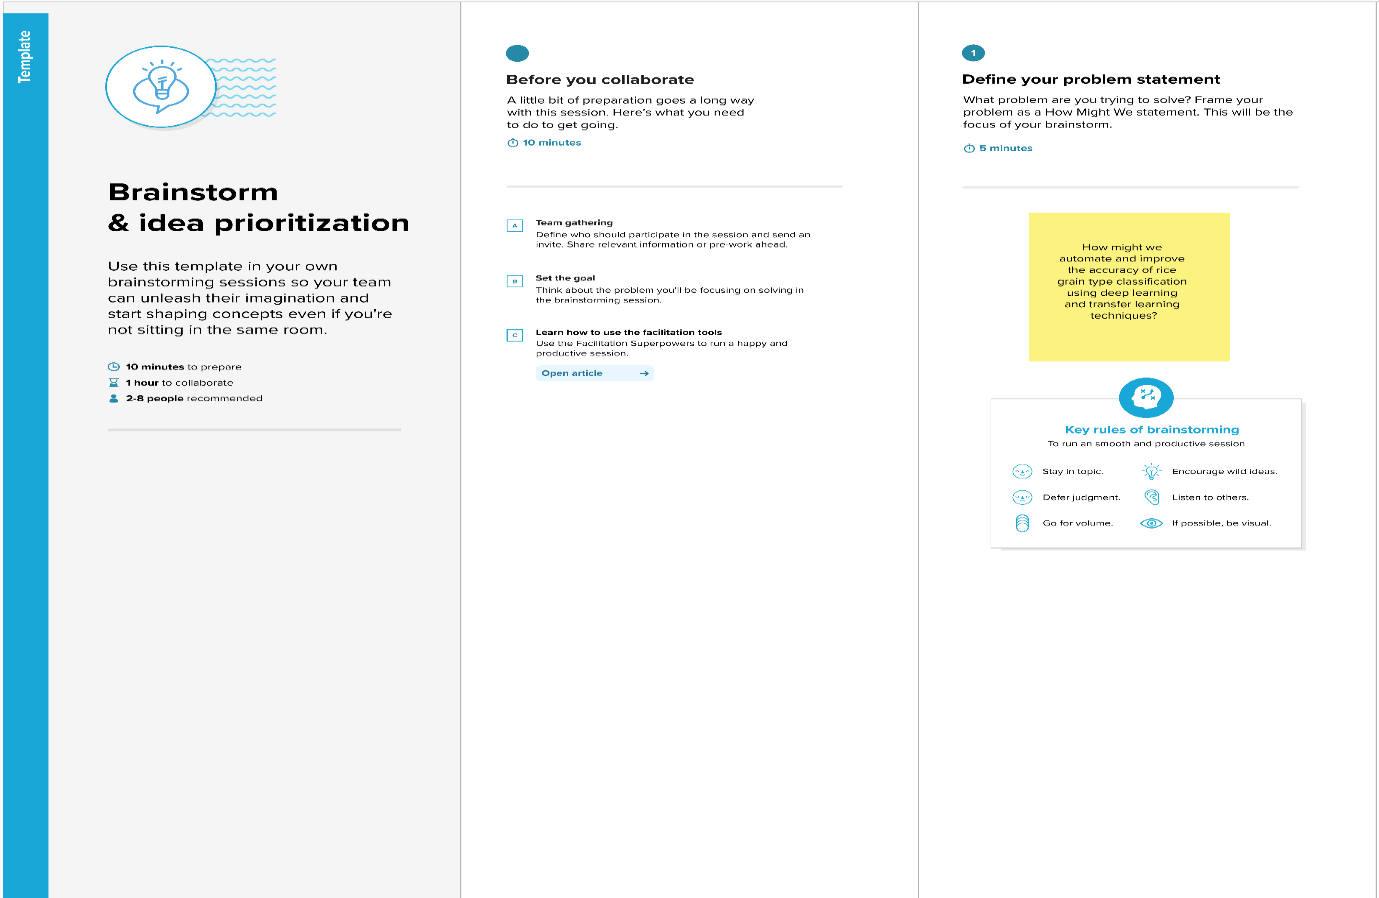 Template
Brainstorm
& idea prioritization
Use this template in your own
brainstorming sessions so your team
can unleash their imagination and
start shaping concepts even if you're
not sitting in the same room.
10 minutes to prepare
1 hour to collaborate
2-8 people recommended
Before you collaborate
A little bit of preparation goes a long way
with this session. Here's what you need
to do to get going.
10 minutes
A
Team gathering
Define who should participate in the session and send an
invite. Share relevant information or pre-work ahead.
B
Set the goal
Think about the problem you'll be focusing on solving in
the brainstorming session.
C
Learn how to use the facilitation tools
Use the Facilitation Superpowers to run a happy and
productive session.
Open article
1
Define your problem statement
What problem are you trying to solve? Frame your
problem as a How Might We statement. This will be the
focus of your brainstorm.
5 minutes
How might we
automate and improve
the accuracy of rice
grain type classification
using deep learning
and transfer learning
techniques?
Key rules of brainstorming
To run an smooth and productive session
Stay in topic.
Encourage wild ideas.
Defer judgment.
Listen to others.
Go for volume.
If possible, be visual.